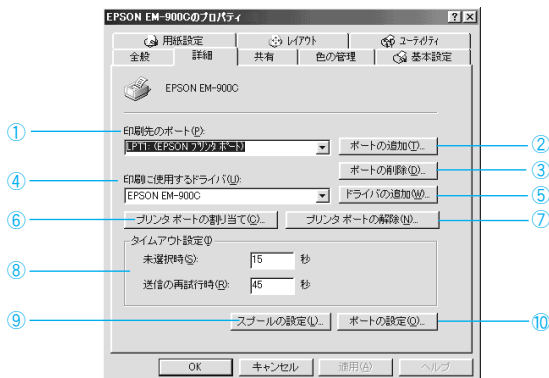 EPSON EM-900Cのプロパティ
用紙設定 レイアウト ユーティリティ
全般 詳細 共有 色の管理 基本設定
EPSON EM-900C
① 印刷先のポート(P):
LPT1: (EPSON プリンタ ポート) ポートの追加(T)... ②
ポートの削除(D)... ③
④ 印刷に使用するドライバ(U):
EPSON EM-900C ドライバの追加(W)... ⑤
⑥ プリンタ ポートの割り当て(C)... プリンタ ポートの解除(N)... ⑦
タイムアウト設定
⑧ 未選択時(S): 15 秒
送信の再試行時(R): 45 秒
⑨ スプールの設定(L)... ポートの設定(O)... ⑩
OK キャンセル 適用(A) ヘルプ